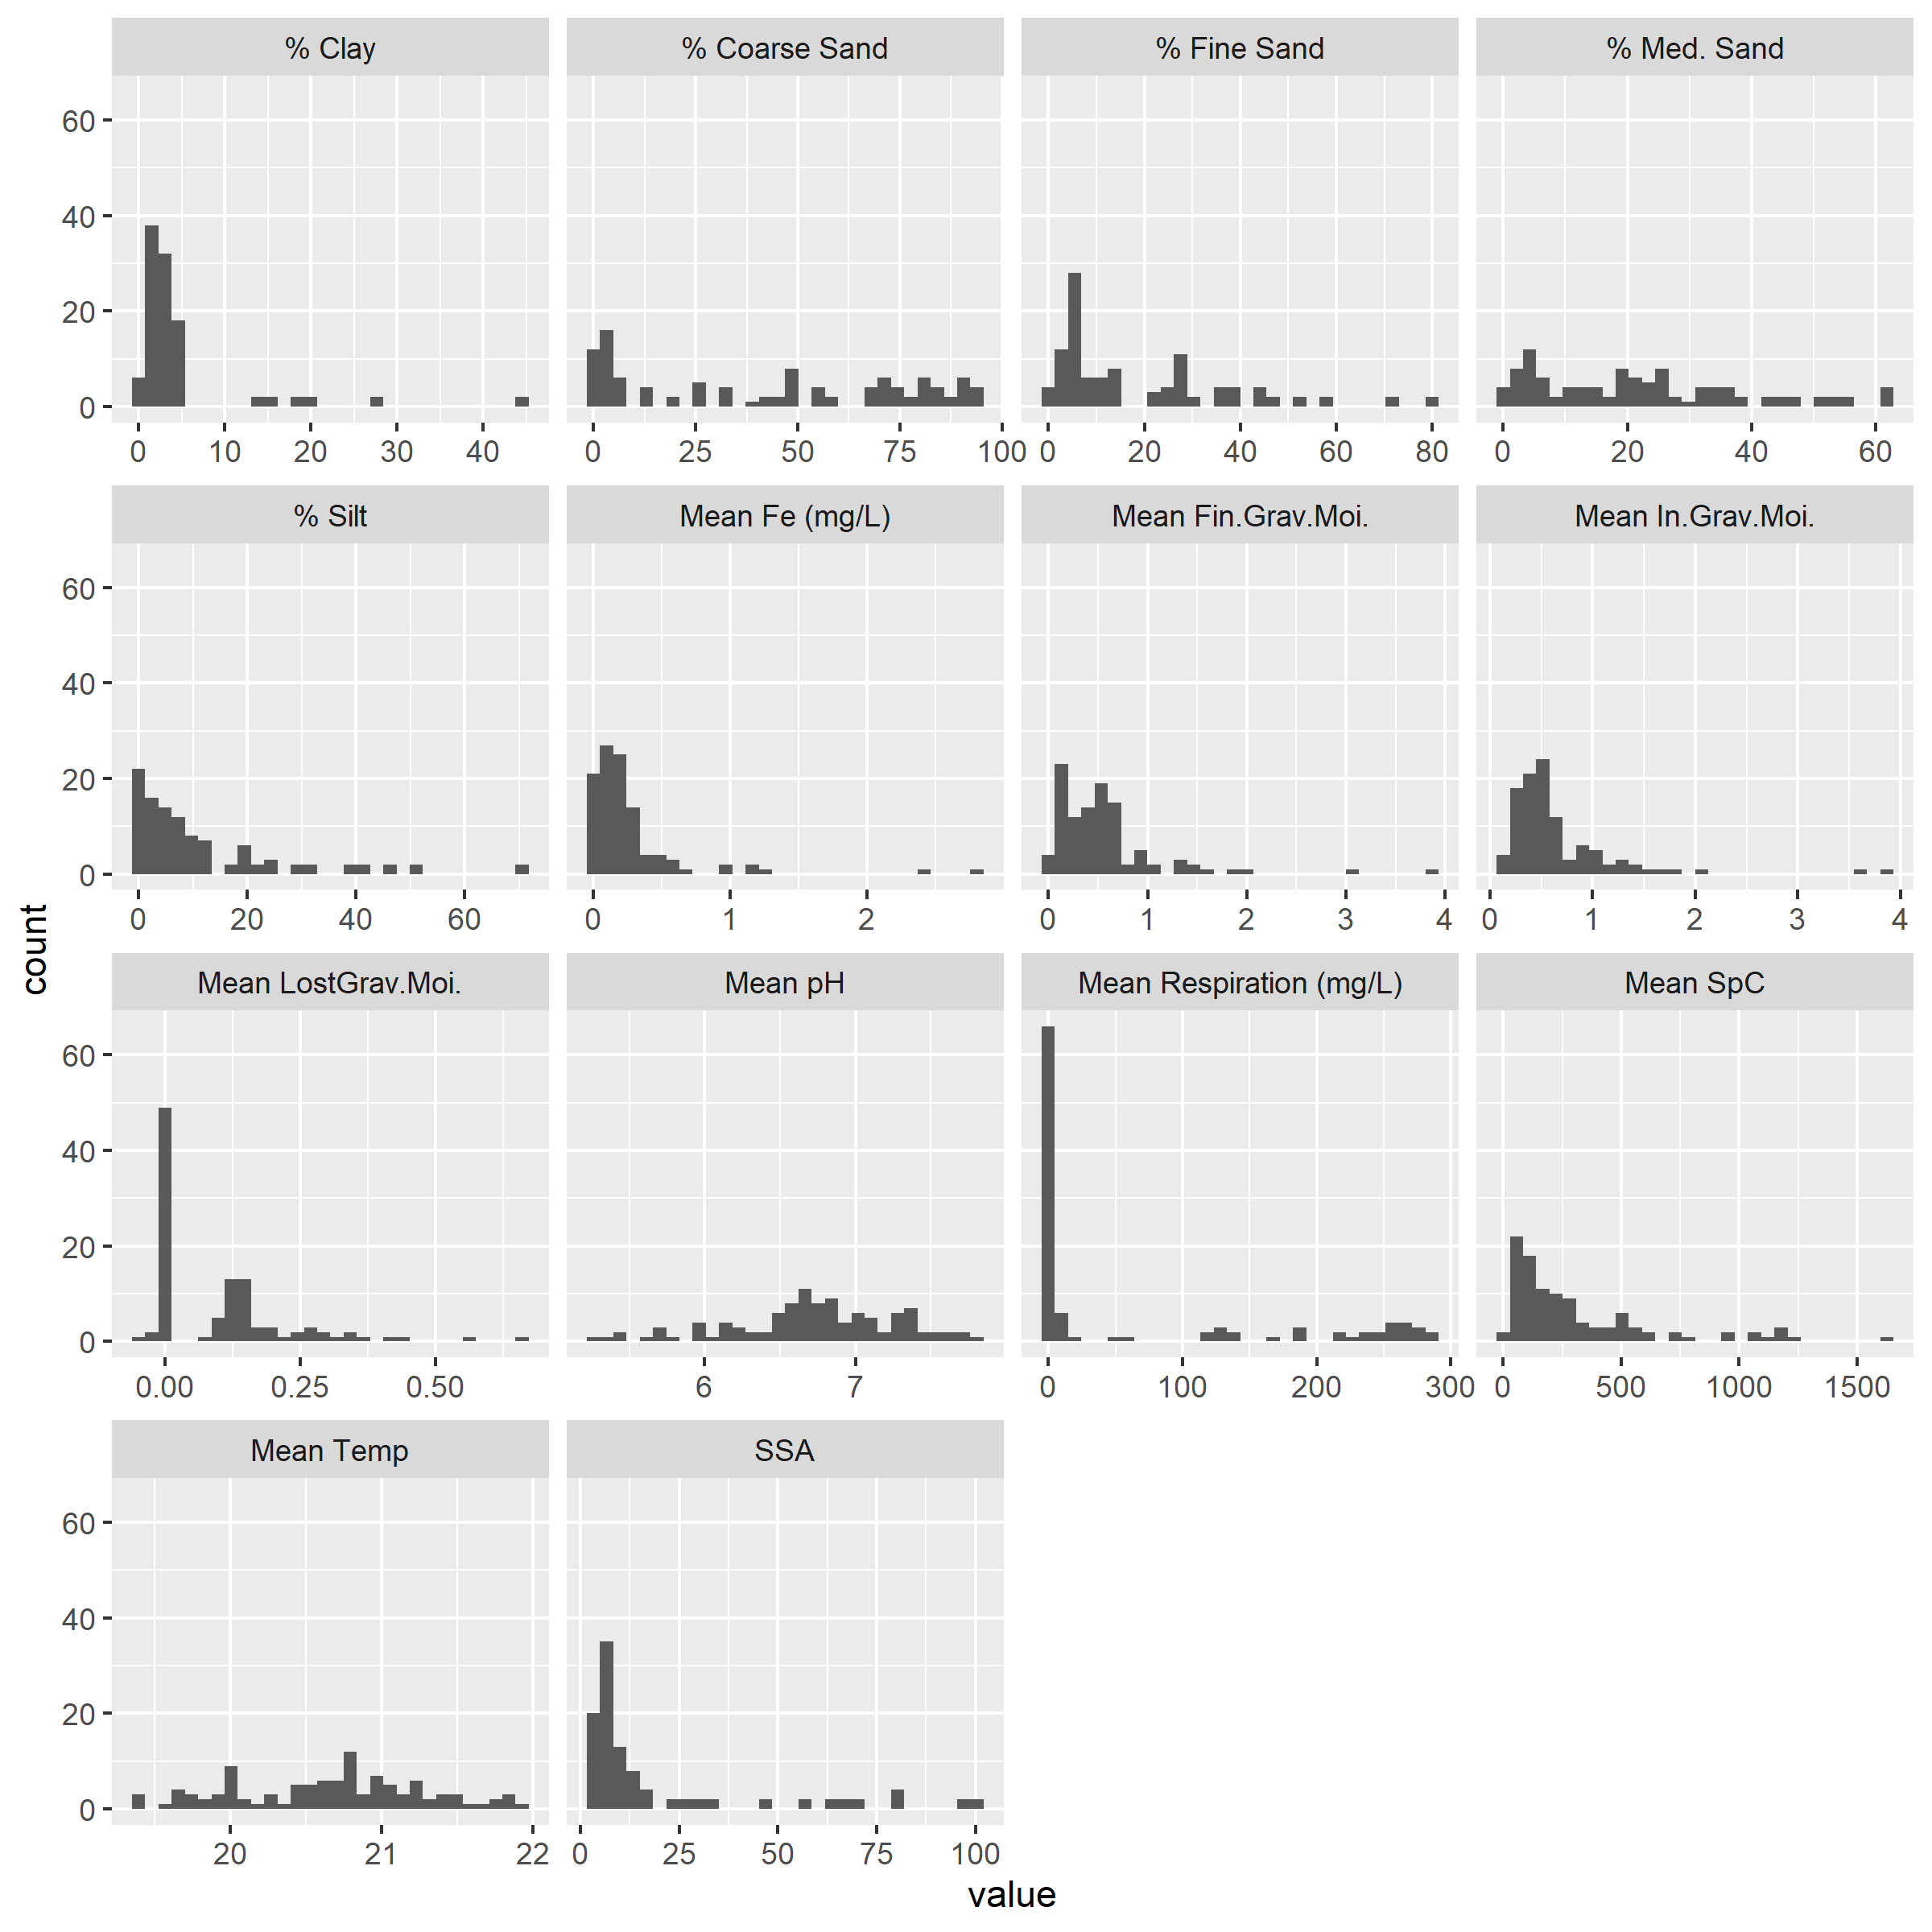 % Clay % Coarse Sand % Fine Sand % Med. Sand
60
40
20
0
0 10 20 30 40 0 25 50 75 100 0 20 40 60 80 0 20 40 60
% Silt Mean Fe (mg/L) Mean Fin.Grav.Moi. Mean In.Grav.Moi.
60
40
20
0
0 20 40 60 0 1 2 0 1 2 3 4 0 1 2 3 4
count
Mean LostGrav.Moi. Mean pH Mean Respiration (mg/L) Mean SpC
60
40
20
0
0.00 0.25 0.50 6 7 0 100 200 300 0 500 1000 1500
Mean Temp SSA
60
40
20
0
20 21 22 0 25 50 75 100
value